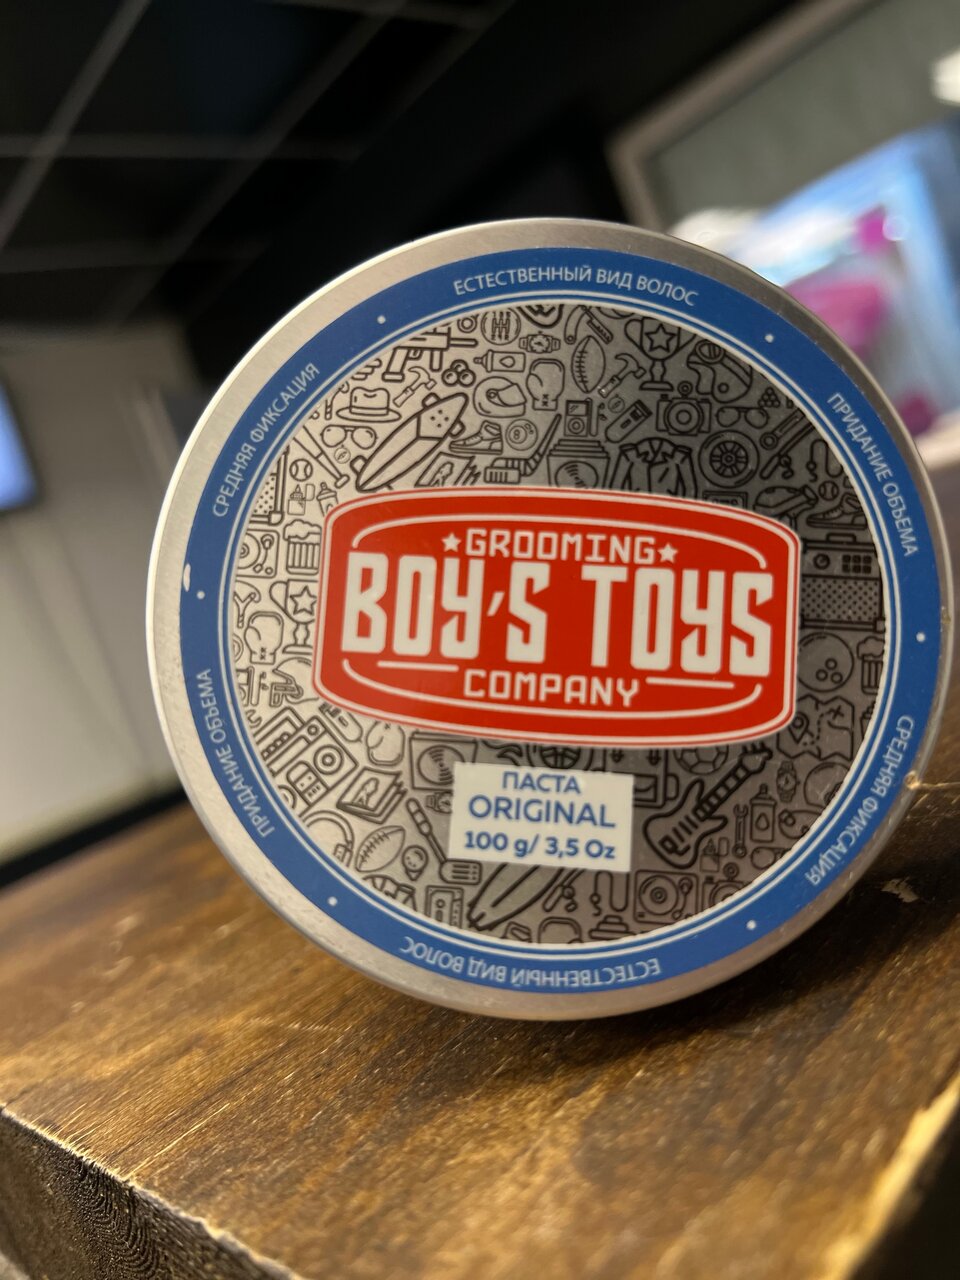 ЕСТЕСТВЕННЫЙ ВИД ВОЛОС
ПРИДАНИЕ ОБЪЕМА
СРЕДНЯЯ ФИКСАЦИЯ
ЕСТЕСТВЕННЫЙ ВИД ВОЛОС
ПРИДАНИЕ ОБЪЕМА
СРЕДНЯЯ ФИКСАЦИЯ
GROOMING
BOY'S TOYS
COMPANY
ПАСТА
ORIGINAL
100 g/ 3,5 Oz